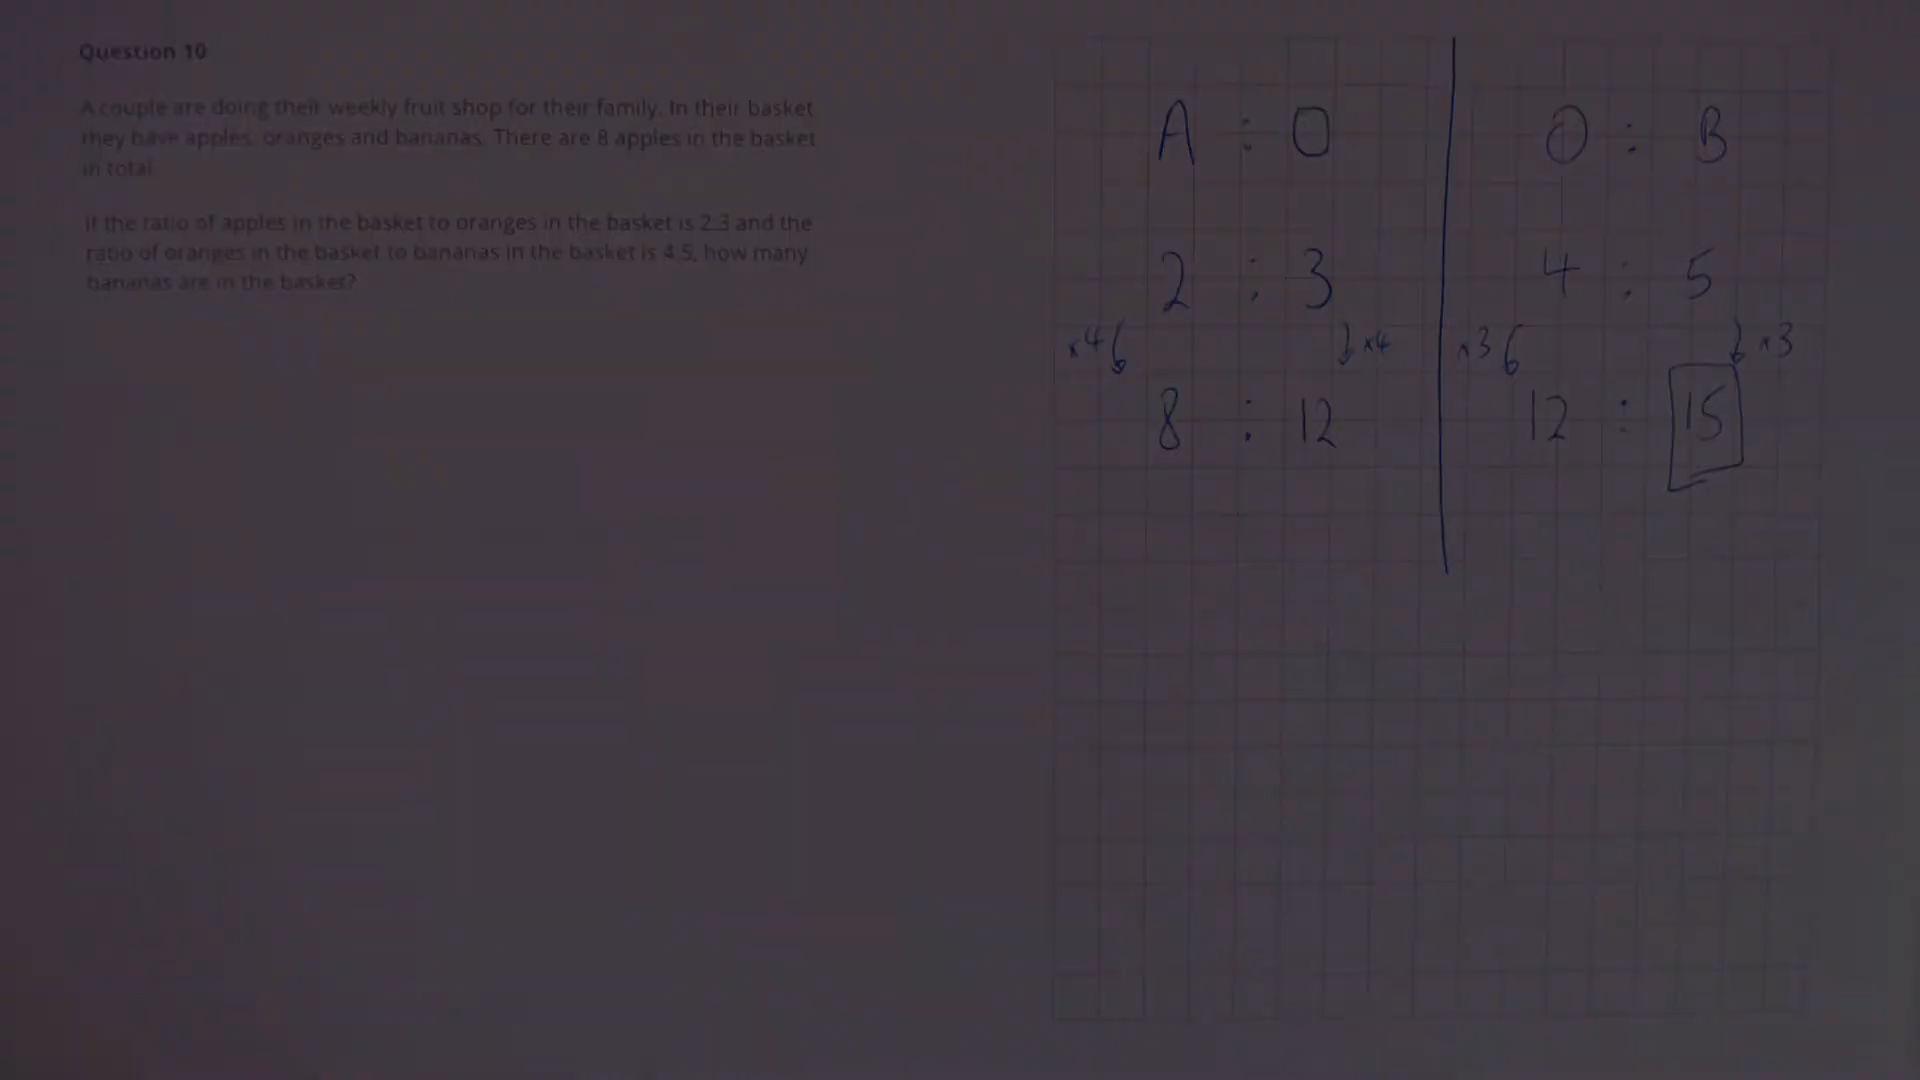 Question 10
A couple are doing their weekly fruit shop for their family. In their basket
they have apples, oranges and bananas. There are 8 apples in the basket
in total.
If the ratio of apples in the basket to oranges in the basket is 2:3 and the
ratio of oranges in the basket to bananas in the basket is 4:5, how many
bananas are in the basket?
A : O
2 : 3
×4 ×4
8 : 12
O : B
4 : 5
×3 ×3
12 : 15